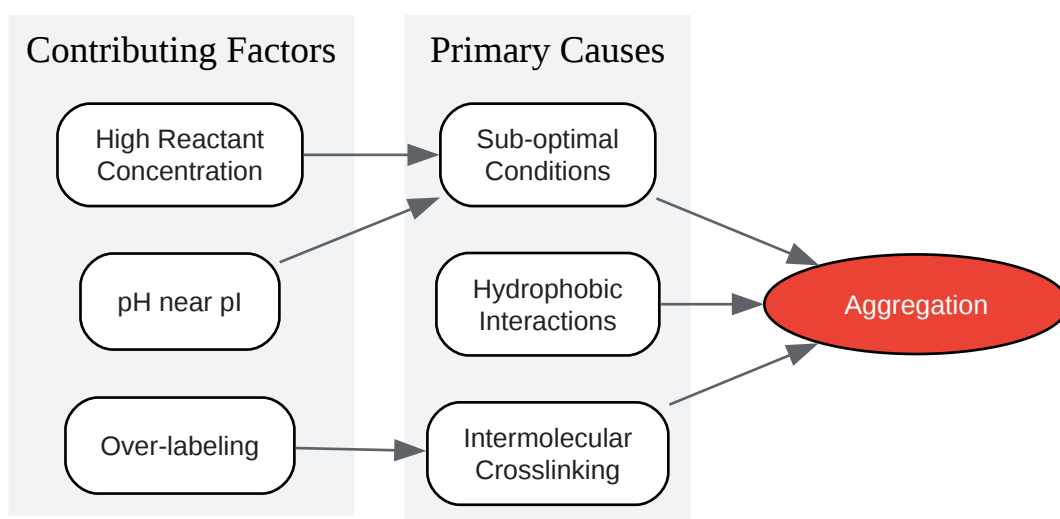 Contributing Factors
Primary Causes
High Reactant
Concentration
Sub-optimal
Conditions
pH near pI
Hydrophobic
Interactions
Aggregation
Over-labeling
Intermolecular
Crosslinking